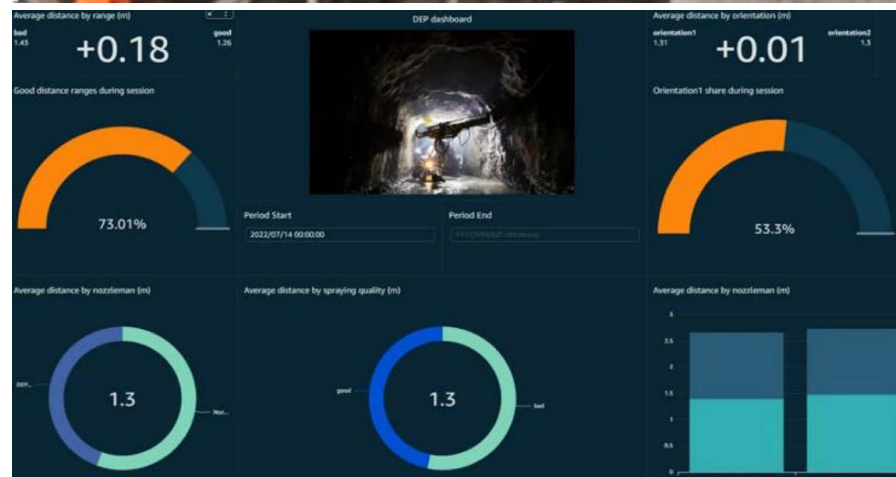 Average distance by range (m)
bad
1.43
+0.18
good
1.26
DEP dashboard
Average distance by orientation (m)
orientation1
1.31
+0.01
orientation2
1.3
Good distance ranges during session
73.01%
Orientation1 share during session
53.3%
Period Start
2022/07/14 00:00:00
Period End
Average distance by nozzleman (m)
DEP...
1.3
Nor...
Average distance by spraying quality (m)
good
1.3
bad
Average distance by nozzleman (m)
3
2.5
2
1.5
1
0.5
0